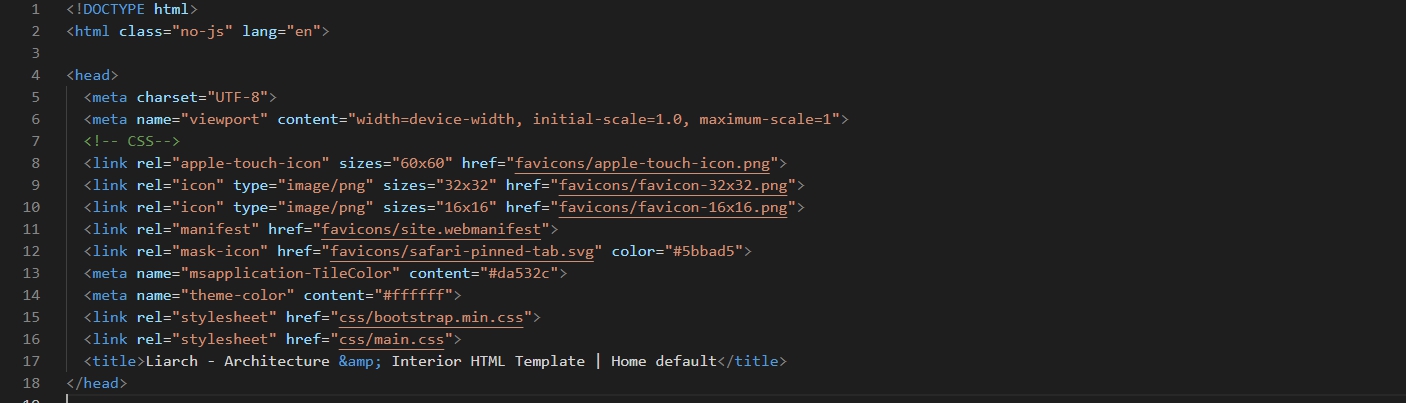 1 <!DOCTYPE html>
2 <html class="no-js" lang="en">
3
4 <head>
5 <meta charset="UTF-8">
6 <meta name="viewport" content="width=device-width, initial-scale=1.0, maximum-scale=1">
7 <!-- CSS-->
8 <link rel="apple-touch-icon" sizes="60x60" href="favicons/apple-touch-icon.png">
9 <link rel="icon" type="image/png" sizes="32x32" href="favicons/favicon-32x32.png">
10 <link rel="icon" type="image/png" sizes="16x16" href="favicons/favicon-16x16.png">
11 <link rel="manifest" href="favicons/site.webmanifest">
12 <link rel="mask-icon" href="favicons/safari-pinned-tab.svg" color="#5bbad5">
13 <meta name="msapplication-TileColor" content="#da532c">
14 <meta name="theme-color" content="#ffffff">
15 <link rel="stylesheet" href="css/bootstrap.min.css">
16 <link rel="stylesheet" href="css/main.css">
17 <title>Liarch - Architecture &amp; Interior HTML Template | Home default</title>
18 </head>